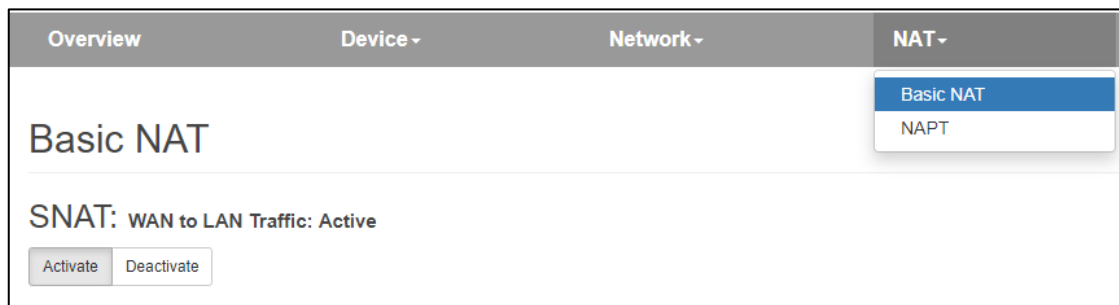 Overview Device Network NAT
Basic NAT
NAPT
Basic NAT
SNAT: WAN to LAN Traffic: Active
Activate Deactivate